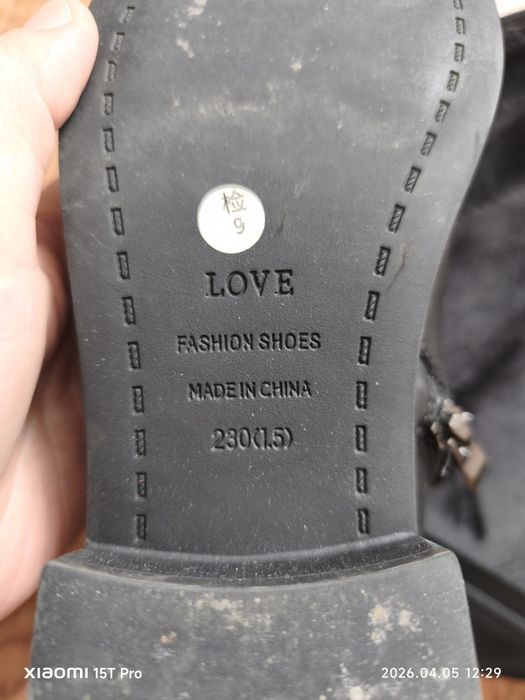 检
9
LOVE
FASHION SHOES
MADE IN CHINA
230(1.5)
XIAOMI 15T Pro
2026.04.05 12:29